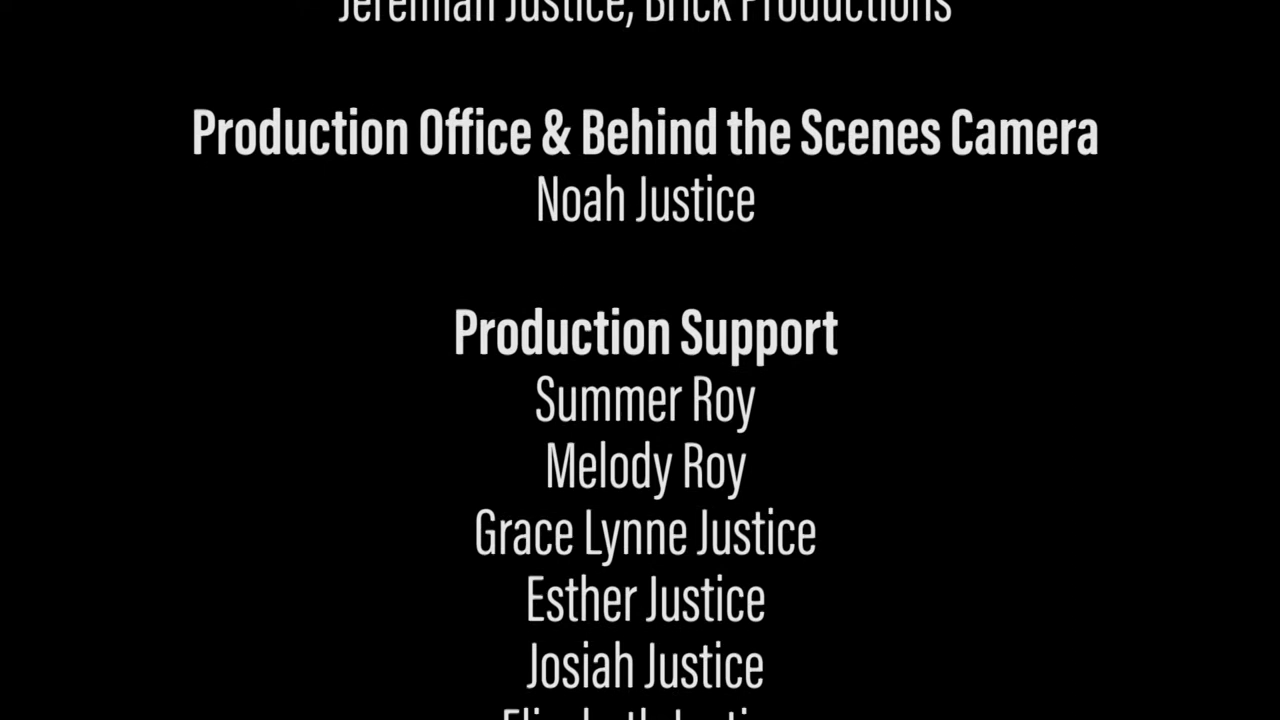 Jeremiah Justice, Brick Productions
Production Office & Behind the Scenes Camera
Noah Justice
Production Support
Summer Roy
Melody Roy
Grace Lynne Justice
Esther Justice
Josiah Justice